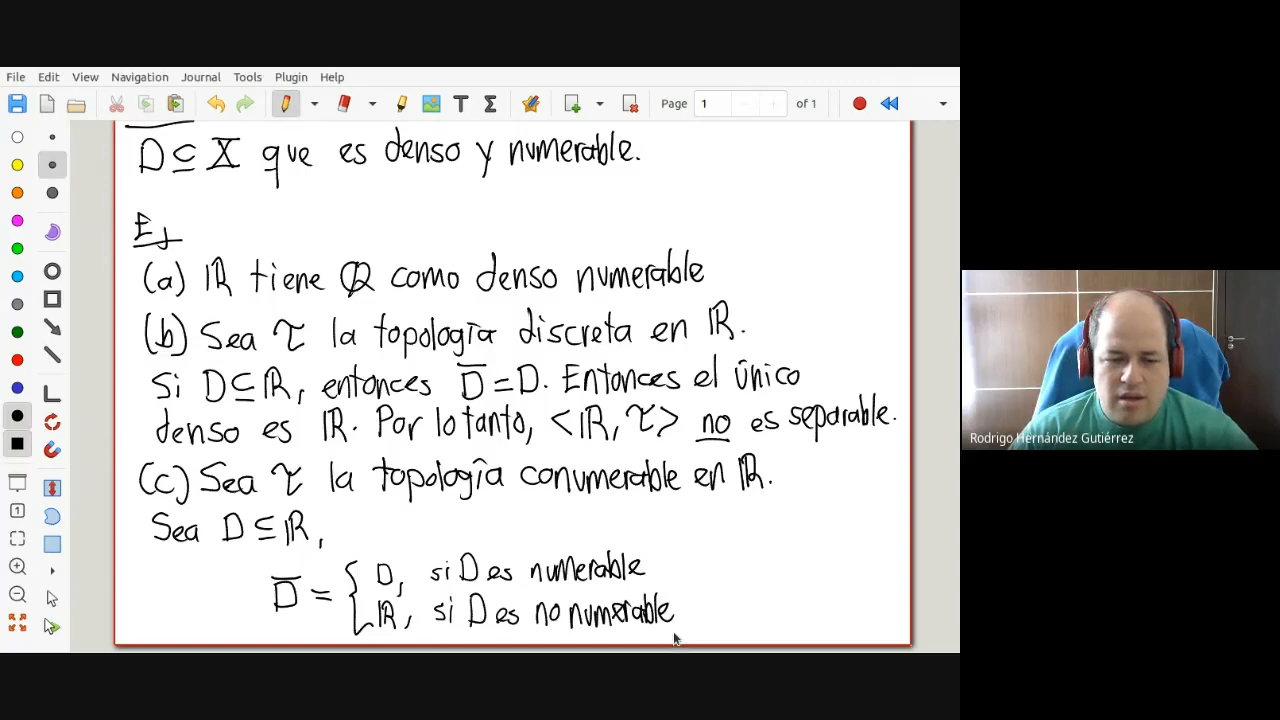 File Edit View Navigation Journal Tools Plugin Help
Page 1 of 1
D ⊆ X que es denso y numerable.
Ej
(a) ℝ tiene ℚ como denso numerable
(b) Sea τ la topología discreta en ℝ.
Si D ⊆ ℝ, entonces D̅ = D. Entonces el único
denso es ℝ. Por lo tanto, <ℝ, τ> no es separable.
(c) Sea τ la topología conumerable en ℝ.
Sea D ⊆ ℝ,
D̅ = { D, si D es numerable
ℝ, si D es no numerable
Rodrigo Hernández Gutiérrez